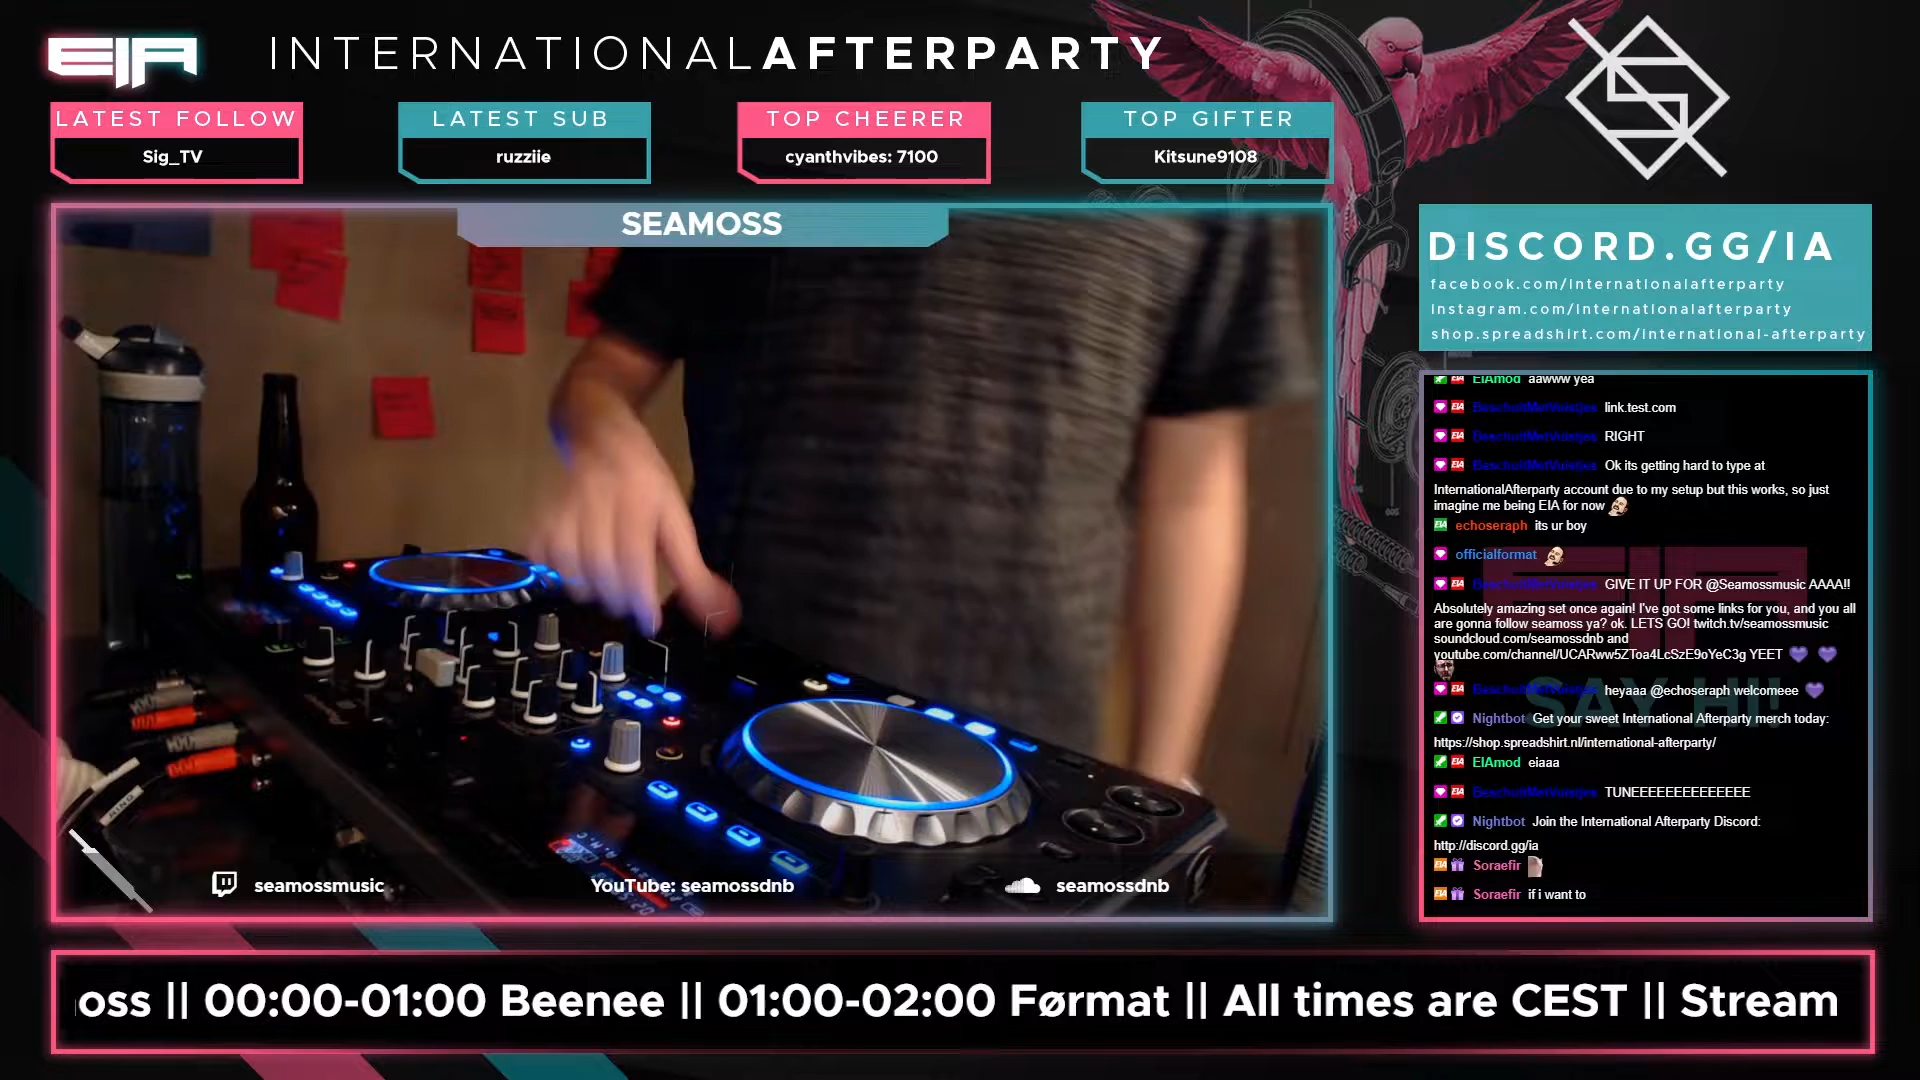 EIA
INTERNATIONALAFTERPARTY
LATEST FOLLOW
Sig_TV
LATEST SUB
ruzziie
TOP CHEERER
cyanthvibes: 7100
TOP GIFTER
Kitsune9108
SEAMOSS
seamossmusic
YouTube: seamossdnb
seamossdnb
DISCORD.GG/IA
facebook.com/internationalafterparty
instagram.com/internationalafterparty
shop.spreadshirt.com/international-afterparty
EIAmod aawww yea
link.test.com
RIGHT
Ok its getting hard to type at
InternationalAfterparty account due to my setup but this works, so just
imagine me being EIA for now
echoseraph its ur boy
officialformat
GIVE IT UP FOR @Seamossmusic AAAA!!
Absolutely amazing set once again! I've got some links for you, and you all
are gonna follow seamoss ya? ok. LETS GO! twitch.tv/seamossmusic
soundcloud.com/seamossdnb and
youtube.com/channel/UCARww5ZToa4LcSzE9oYeC3g YEET
heyaaa @echoseraph welcomeee
SAY HI!
Nightbot Get your sweet International Afterparty merch today:
https://shop.spreadshirt.nl/international-afterparty/
EIAmod eiaaa
TUNEEEEEEEEEEEEEE
Nightbot Join the International Afterparty Discord:
http://discord.gg/ia
Soraefir
Soraefir if i want to
oss || 00:00-01:00 Beenee || 01:00-02:00 Førmat || All times are CEST || Stream